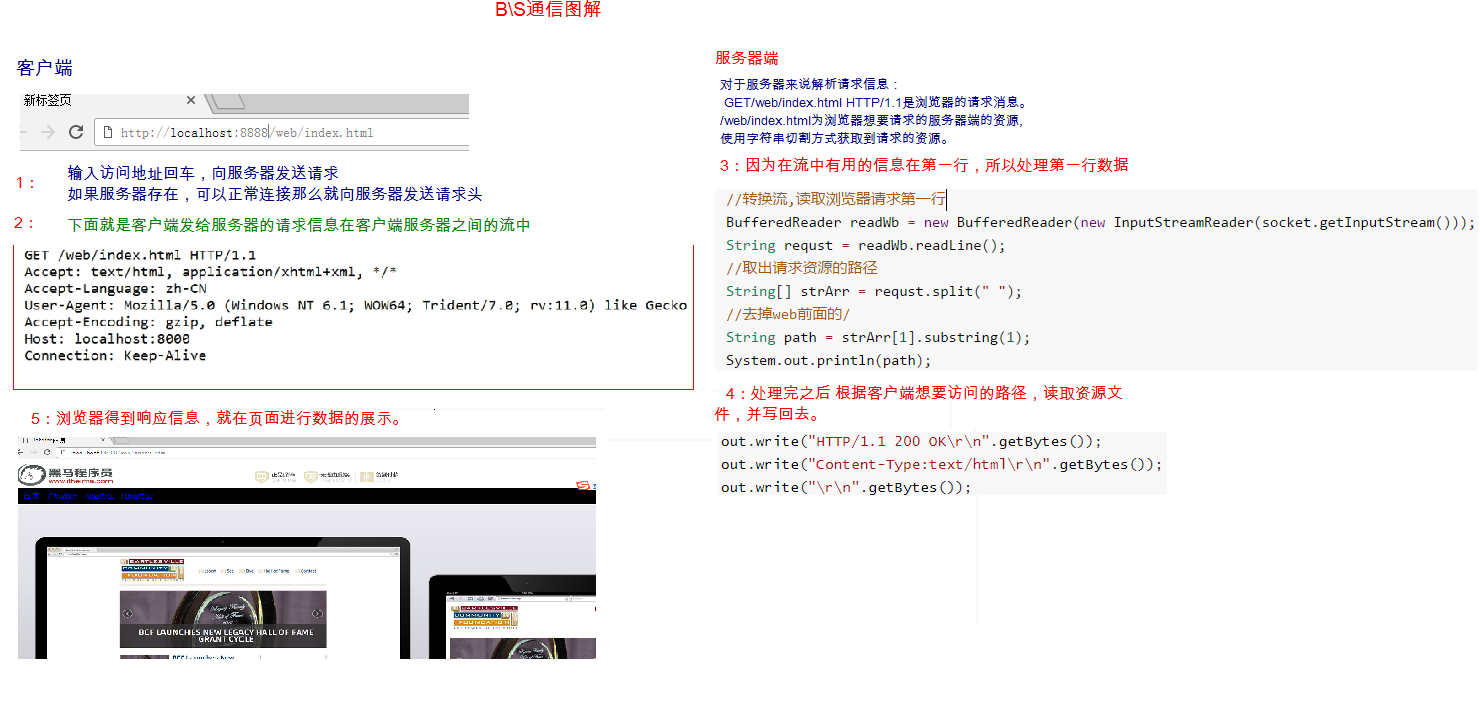 B\S通信图解
客户端
新标签页
http://localhost:8888/web/index.html
1：
输入访问地址回车，向服务器发送请求
如果服务器存在，可以正常连接那么就向服务器发送请求头
2：
下面就是客户端发给服务器的请求信息在客户端服务器之间的流中
GET /web/index.html HTTP/1.1
Accept: text/html, application/xhtml+xml, */*
Accept-Language: zh-CN
User-Agent: Mozilla/5.0 (Windows NT 6.1; WOW64; Trident/7.0; rv:11.0) like Gecko
Accept-Encoding: gzip, deflate
Host: localhost:8000
Connection: Keep-Alive
5：浏览器得到响应信息，就在页面进行数据的展示。
黑马程序员
www.itheima.com
BARTLESVILLE
COMMUNITY
FOUNDATION
Hall of Fame
Contact
Legacy Family
Hall of Fame
BCF LAUNCHES NEW LEGACY HALL OF FAME
GRANT CYCLE
BCF Launches New
BARTLESVILLE
COMMUNITY
FOUNDATION
服务器端
对于服务器来说解析请求信息：
GET/web/index.html HTTP/1.1是浏览器的请求消息。
/web/index.html为浏览器想要请求的服务器端的资源,
使用字符串切割方式获取到请求的资源。
3：因为在流中有用的信息在第一行，所以处理第一行数据
//转换流,读取浏览器请求第一行
BufferedReader readWb = new BufferedReader(new InputStreamReader(socket.getInputStream()));
String requst = readWb.readLine();
//取出请求资源的路径
String[] strArr = requst.split(" ");
//去掉web前面的/
String path = strArr[1].substring(1);
System.out.println(path);
4：处理完之后 根据客户端想要访问的路径，读取资源文
件，并写回去。
out.write("HTTP/1.1 200 OK\r\n".getBytes());
out.write("Content-Type:text/html\r\n".getBytes());
out.write("\r\n".getBytes());